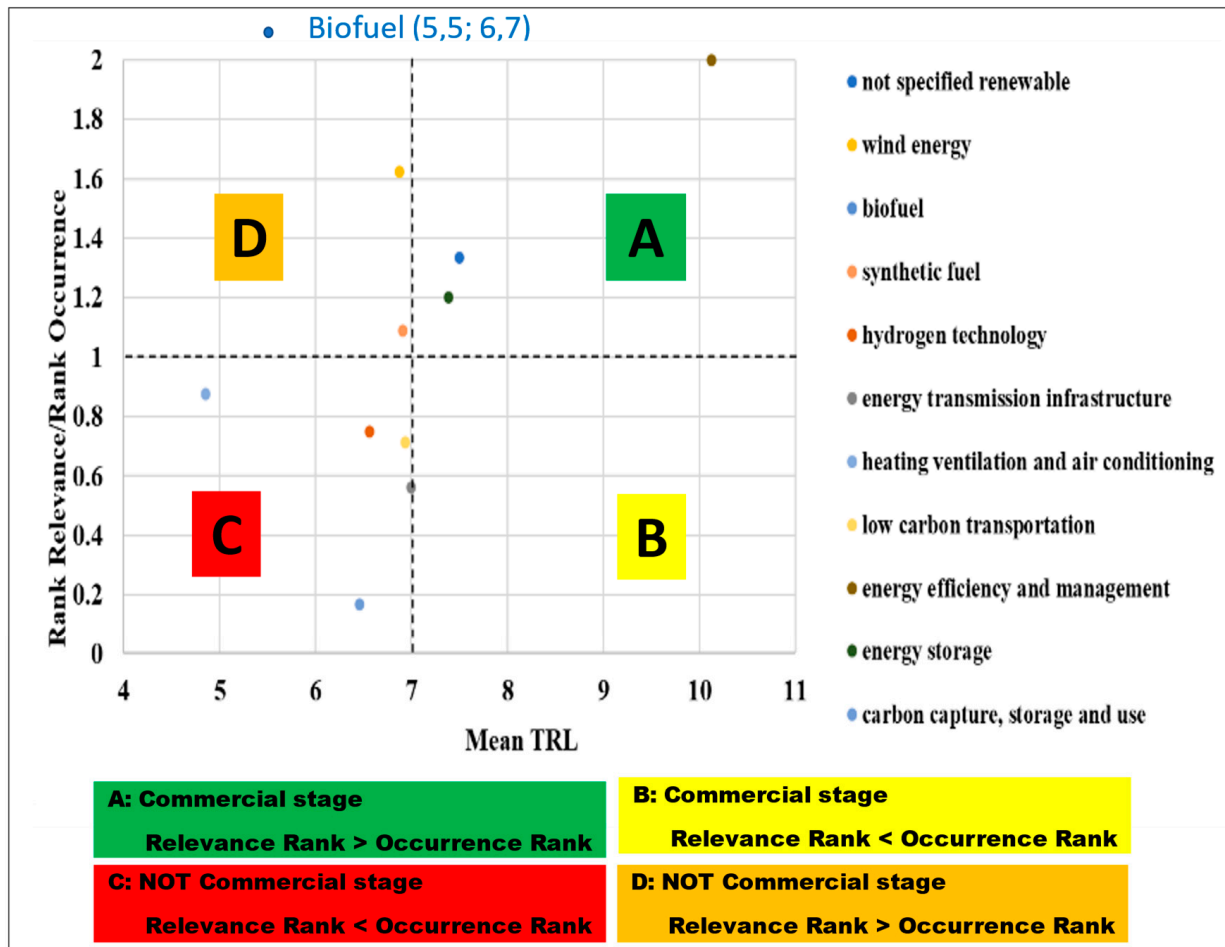 Biofuel (5,5; 6,7)
Rank Relevance/Rank Occurrence
2
1.8
1.6
1.4
1.2
1
0.8
0.6
0.4
0.2
0
D
A
C
B
4 5 6 7 8 9 10 11
Mean TRL
not specified renewable
wind energy
biofuel
synthetic fuel
hydrogen technology
energy transmission infrastructure
heating ventilation and air conditioning
low carbon transportation
energy efficiency and management
energy storage
carbon capture, storage and use
A: Commercial stage
Relevance Rank > Occurrence Rank
B: Commercial stage
Relevance Rank < Occurrence Rank
C: NOT Commercial stage
Relevance Rank < Occurrence Rank
D: NOT Commercial stage
Relevance Rank > Occurrence Rank